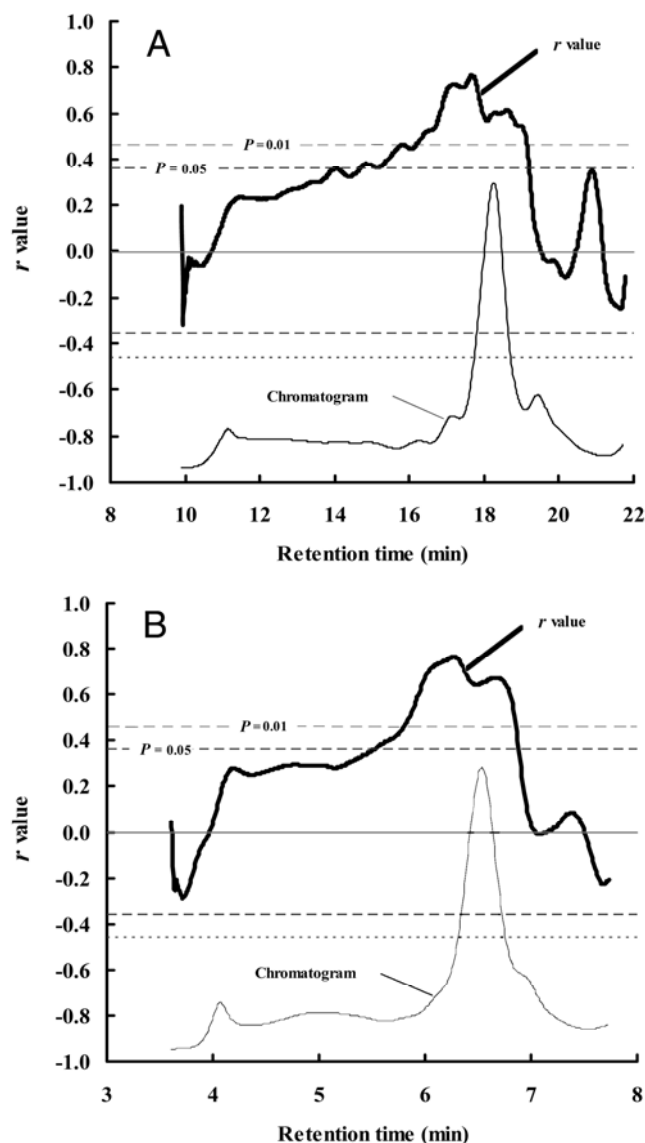 A
r value
1.0
0.8
0.6
0.4
0.2
0.0
-0.2
-0.4
-0.6
-0.8
-1.0
r value
P = 0.01
P = 0.05
Chromatogram
8 10 12 14 16 18 20 22
Retention time (min)
B
r value
1.0
0.8
0.6
0.4
0.2
0.0
-0.2
-0.4
-0.6
-0.8
-1.0
r value
P = 0.01
P = 0.05
Chromatogram
3 4 5 6 7 8
Retention time (min)